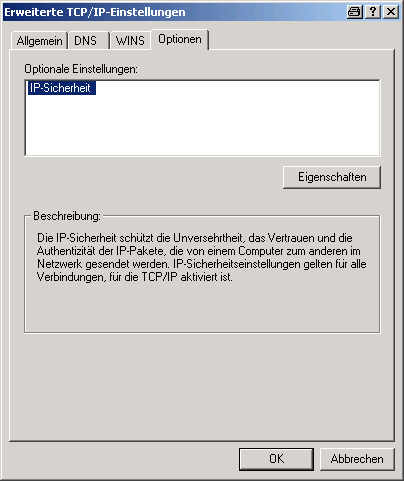 Erweiterte TCP/IP-Einstellungen
Allgemein DNS WINS Optionen
Optionale Einstellungen:
IP-Sicherheit
Eigenschaften
Beschreibung:
Die IP-Sicherheit schützt die Unversehrtheit, das Vertrauen und die
Authentizität der IP-Pakete, die von einem Computer zum anderen im
Netzwerk gesendet werden. IP-Sicherheitseinstellungen gelten für alle
Verbindungen, für die TCP/IP aktiviert ist.
OK Abbrechen